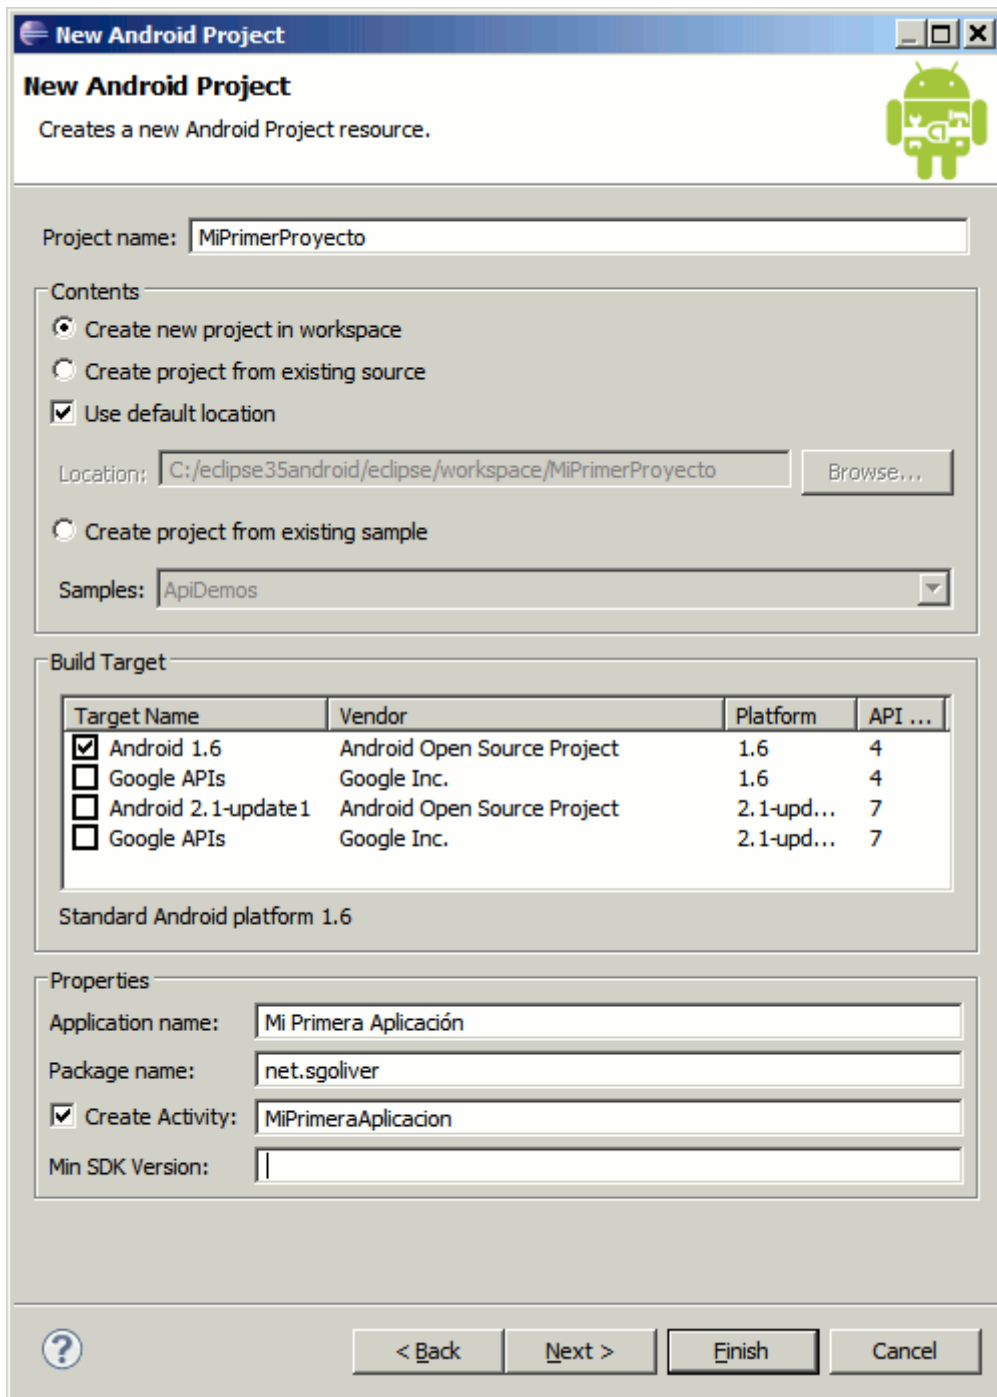 New Android Project
New Android Project
Creates a new Android Project resource.
Project name: MiPrimerProyecto
Contents
Create new project in workspace
Create project from existing source
Use default location
Location: C:/eclipse35android/eclipse/workspace/MiPrimerProyecto Browse...
Create project from existing sample
Samples: ApiDemos
Build Target
Target Name Vendor Platform API ...
Android 1.6 Android Open Source Project 1.6 4
Google APIs Google Inc. 1.6 4
Android 2.1-update1 Android Open Source Project 2.1-upd... 7
Google APIs Google Inc. 2.1-upd... 7
Standard Android platform 1.6
Properties
Application name: Mi Primera Aplicación
Package name: net.sgoliver
Create Activity: MiPrimeraAplicacion
Min SDK Version:
? < Back Next > Finish Cancel